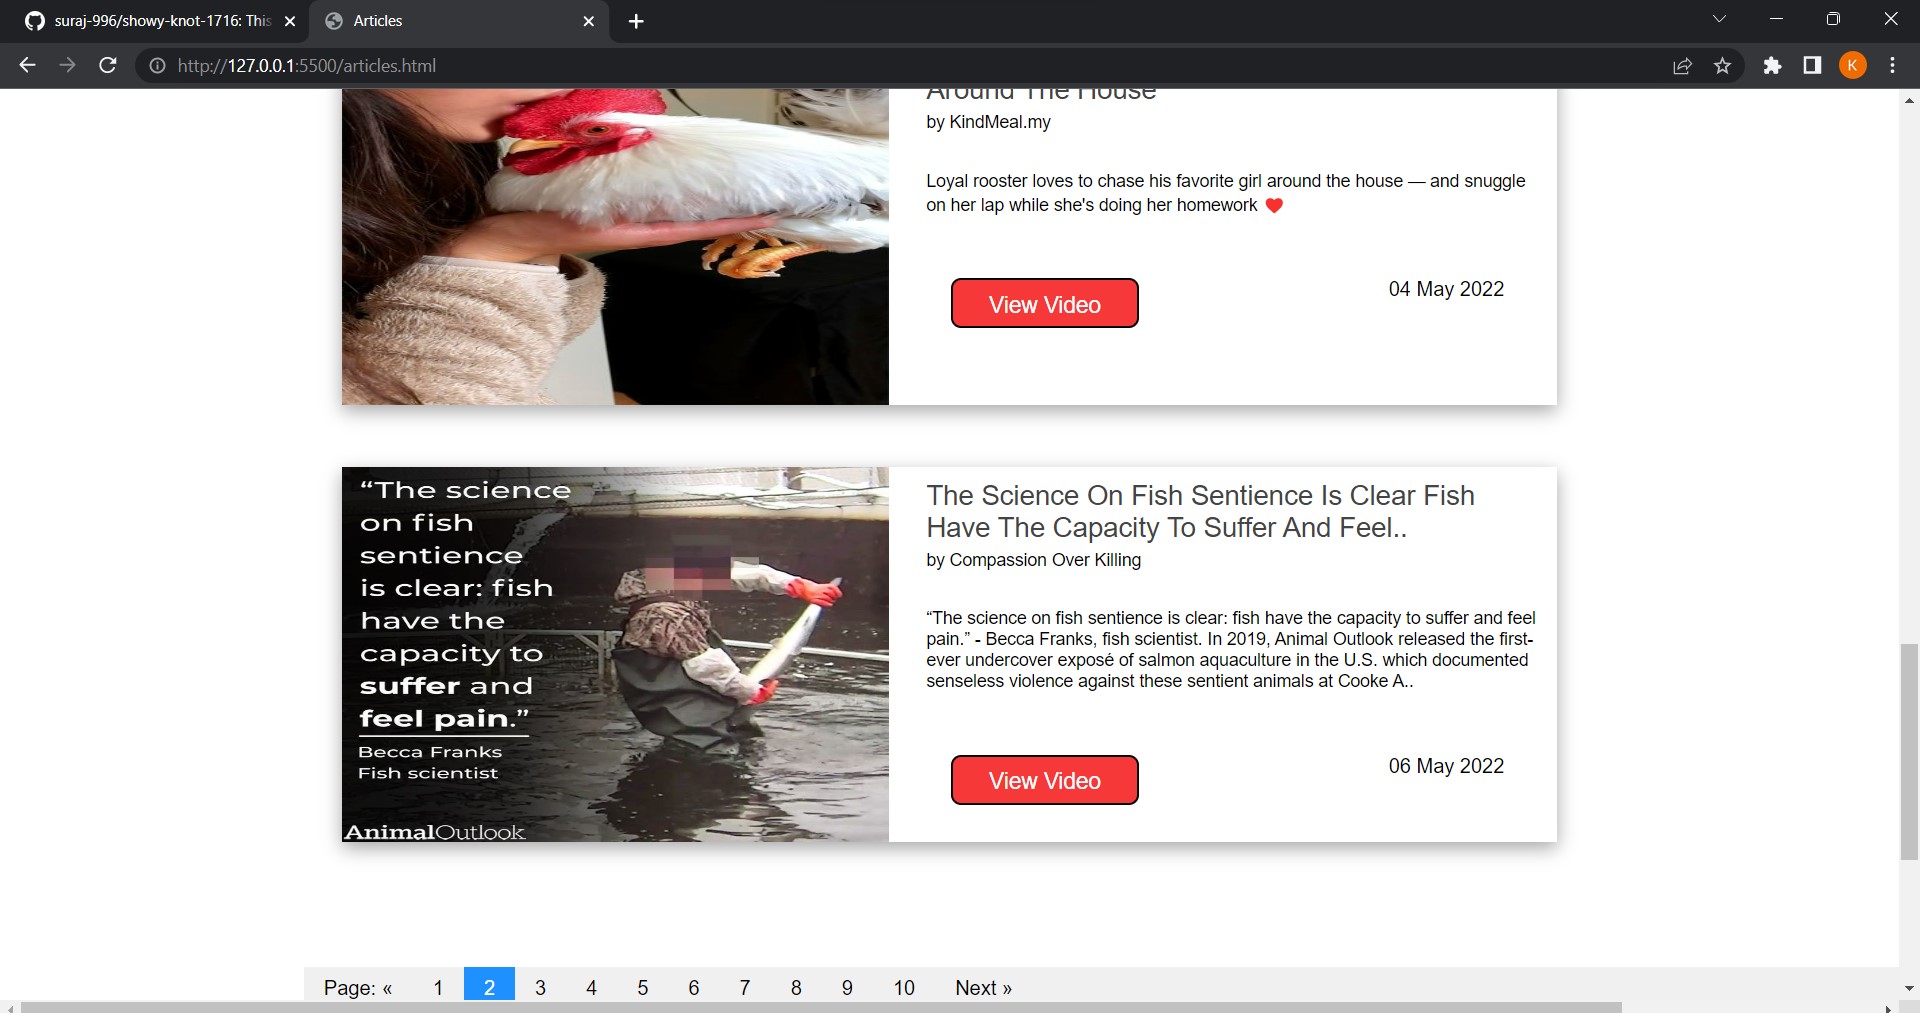 suraj-996/showy-knot-1716: This
Articles
http://127.0.0.1:5500/articles.html
K
Around The House
by KindMeal.my
Loyal rooster loves to chase his favorite girl around the house — and snuggle
on her lap while she's doing her homework ❤️
View Video
04 May 2022
“The science
on fish
sentience
is clear: fish
have the
capacity to
suffer and
feel pain.”
Becca Franks
Fish scientist
AnimalOutlook
The Science On Fish Sentience Is Clear Fish
Have The Capacity To Suffer And Feel..
by Compassion Over Killing
“The science on fish sentience is clear: fish have the capacity to suffer and feel
pain.” - Becca Franks, fish scientist. In 2019, Animal Outlook released the first-
ever undercover exposé of salmon aquaculture in the U.S. which documented
senseless violence against these sentient animals at Cooke A..
View Video
06 May 2022
Page: « 1 2 3 4 5 6 7 8 9 10 Next »